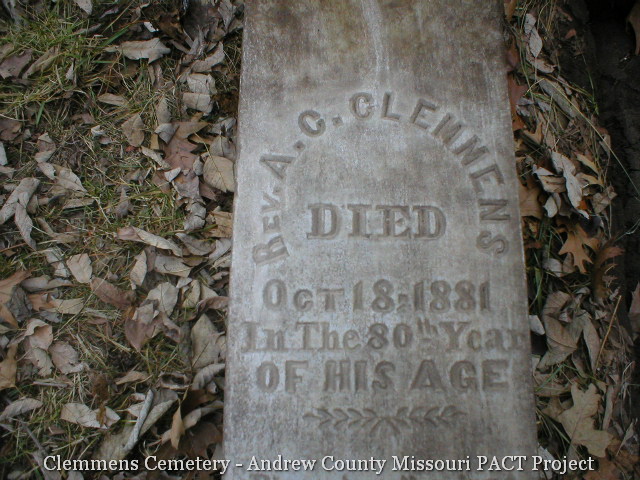 Rev. A. C. CLEMMENS
DIED
OCT 18, 1881
In The 80th Year
OF HIS AGE
Clemmens Cemetery - Andrew County Missouri PACT Project